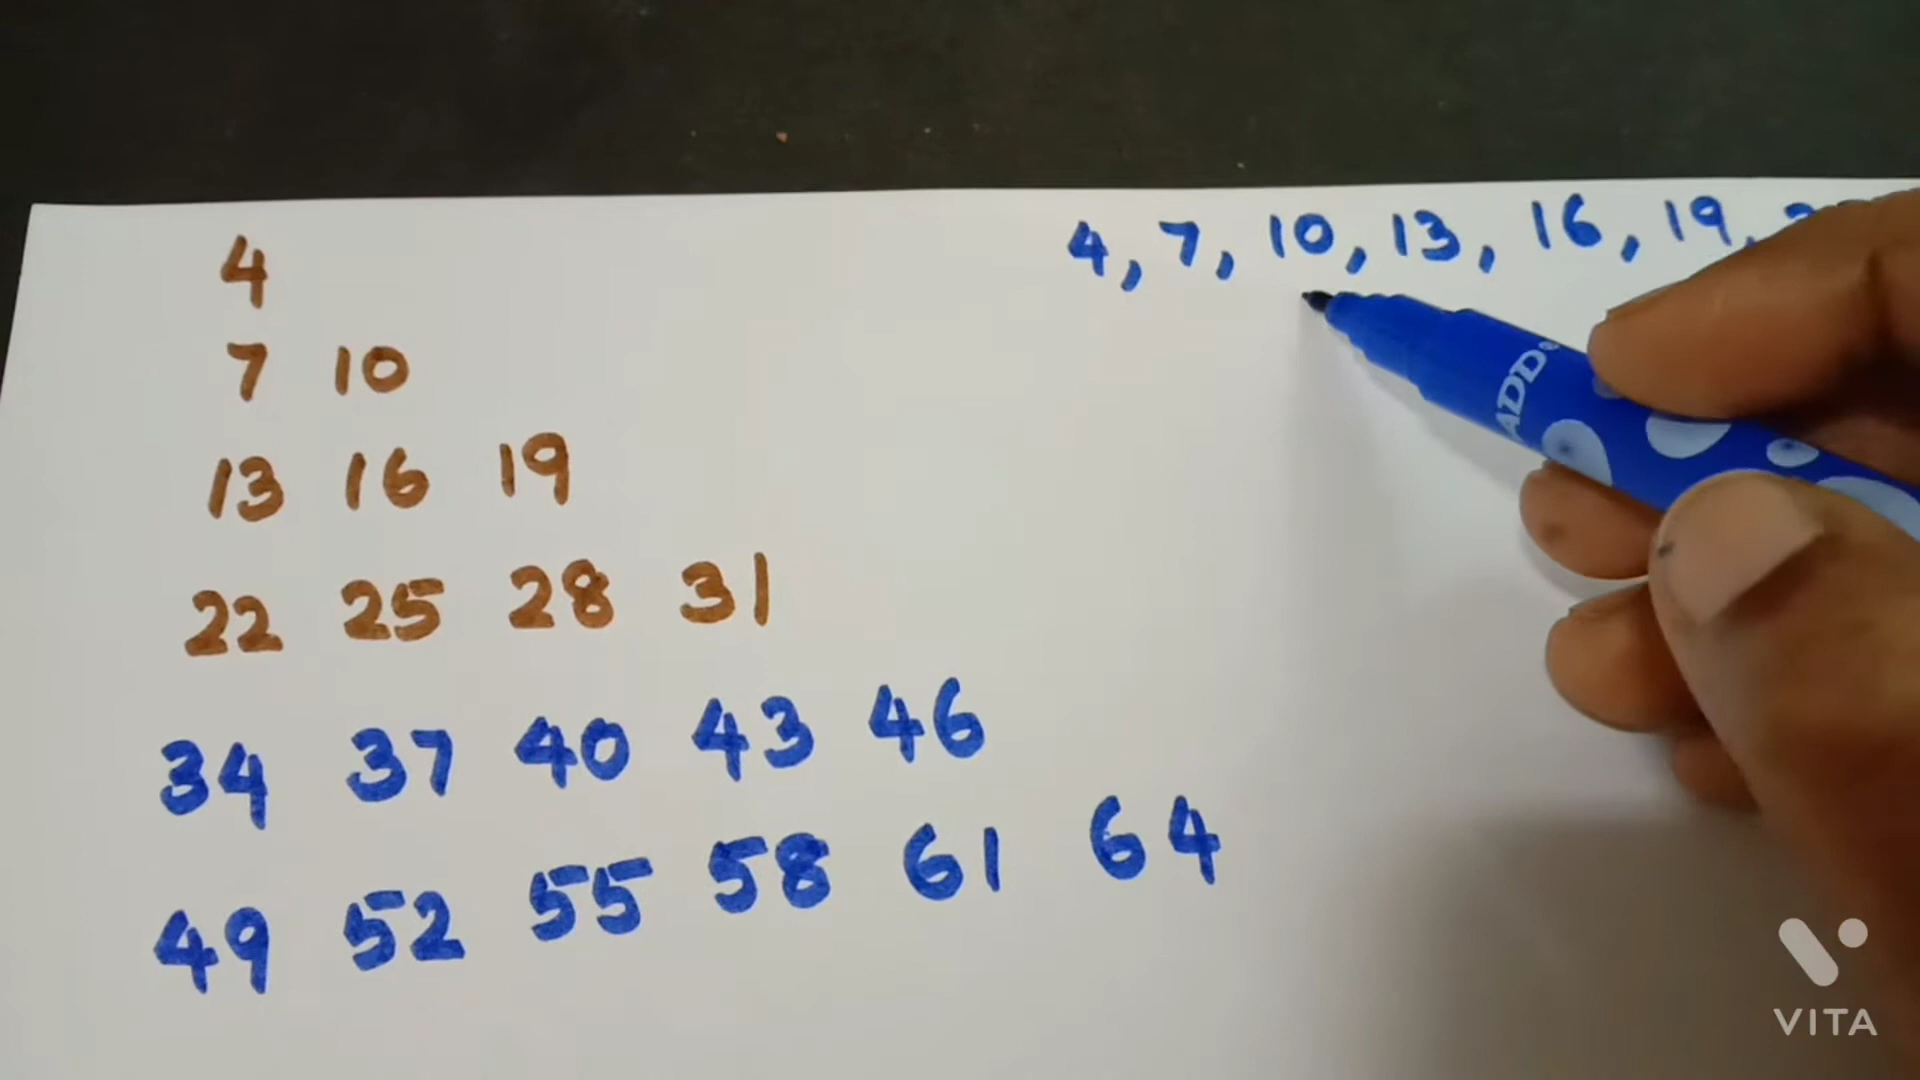 4
7 10
13 16 19
22 25 28 31
34 37 40 43 46
49 52 55 58 61 64
4, 7, 10, 13, 16, 19,
ADD
VITA